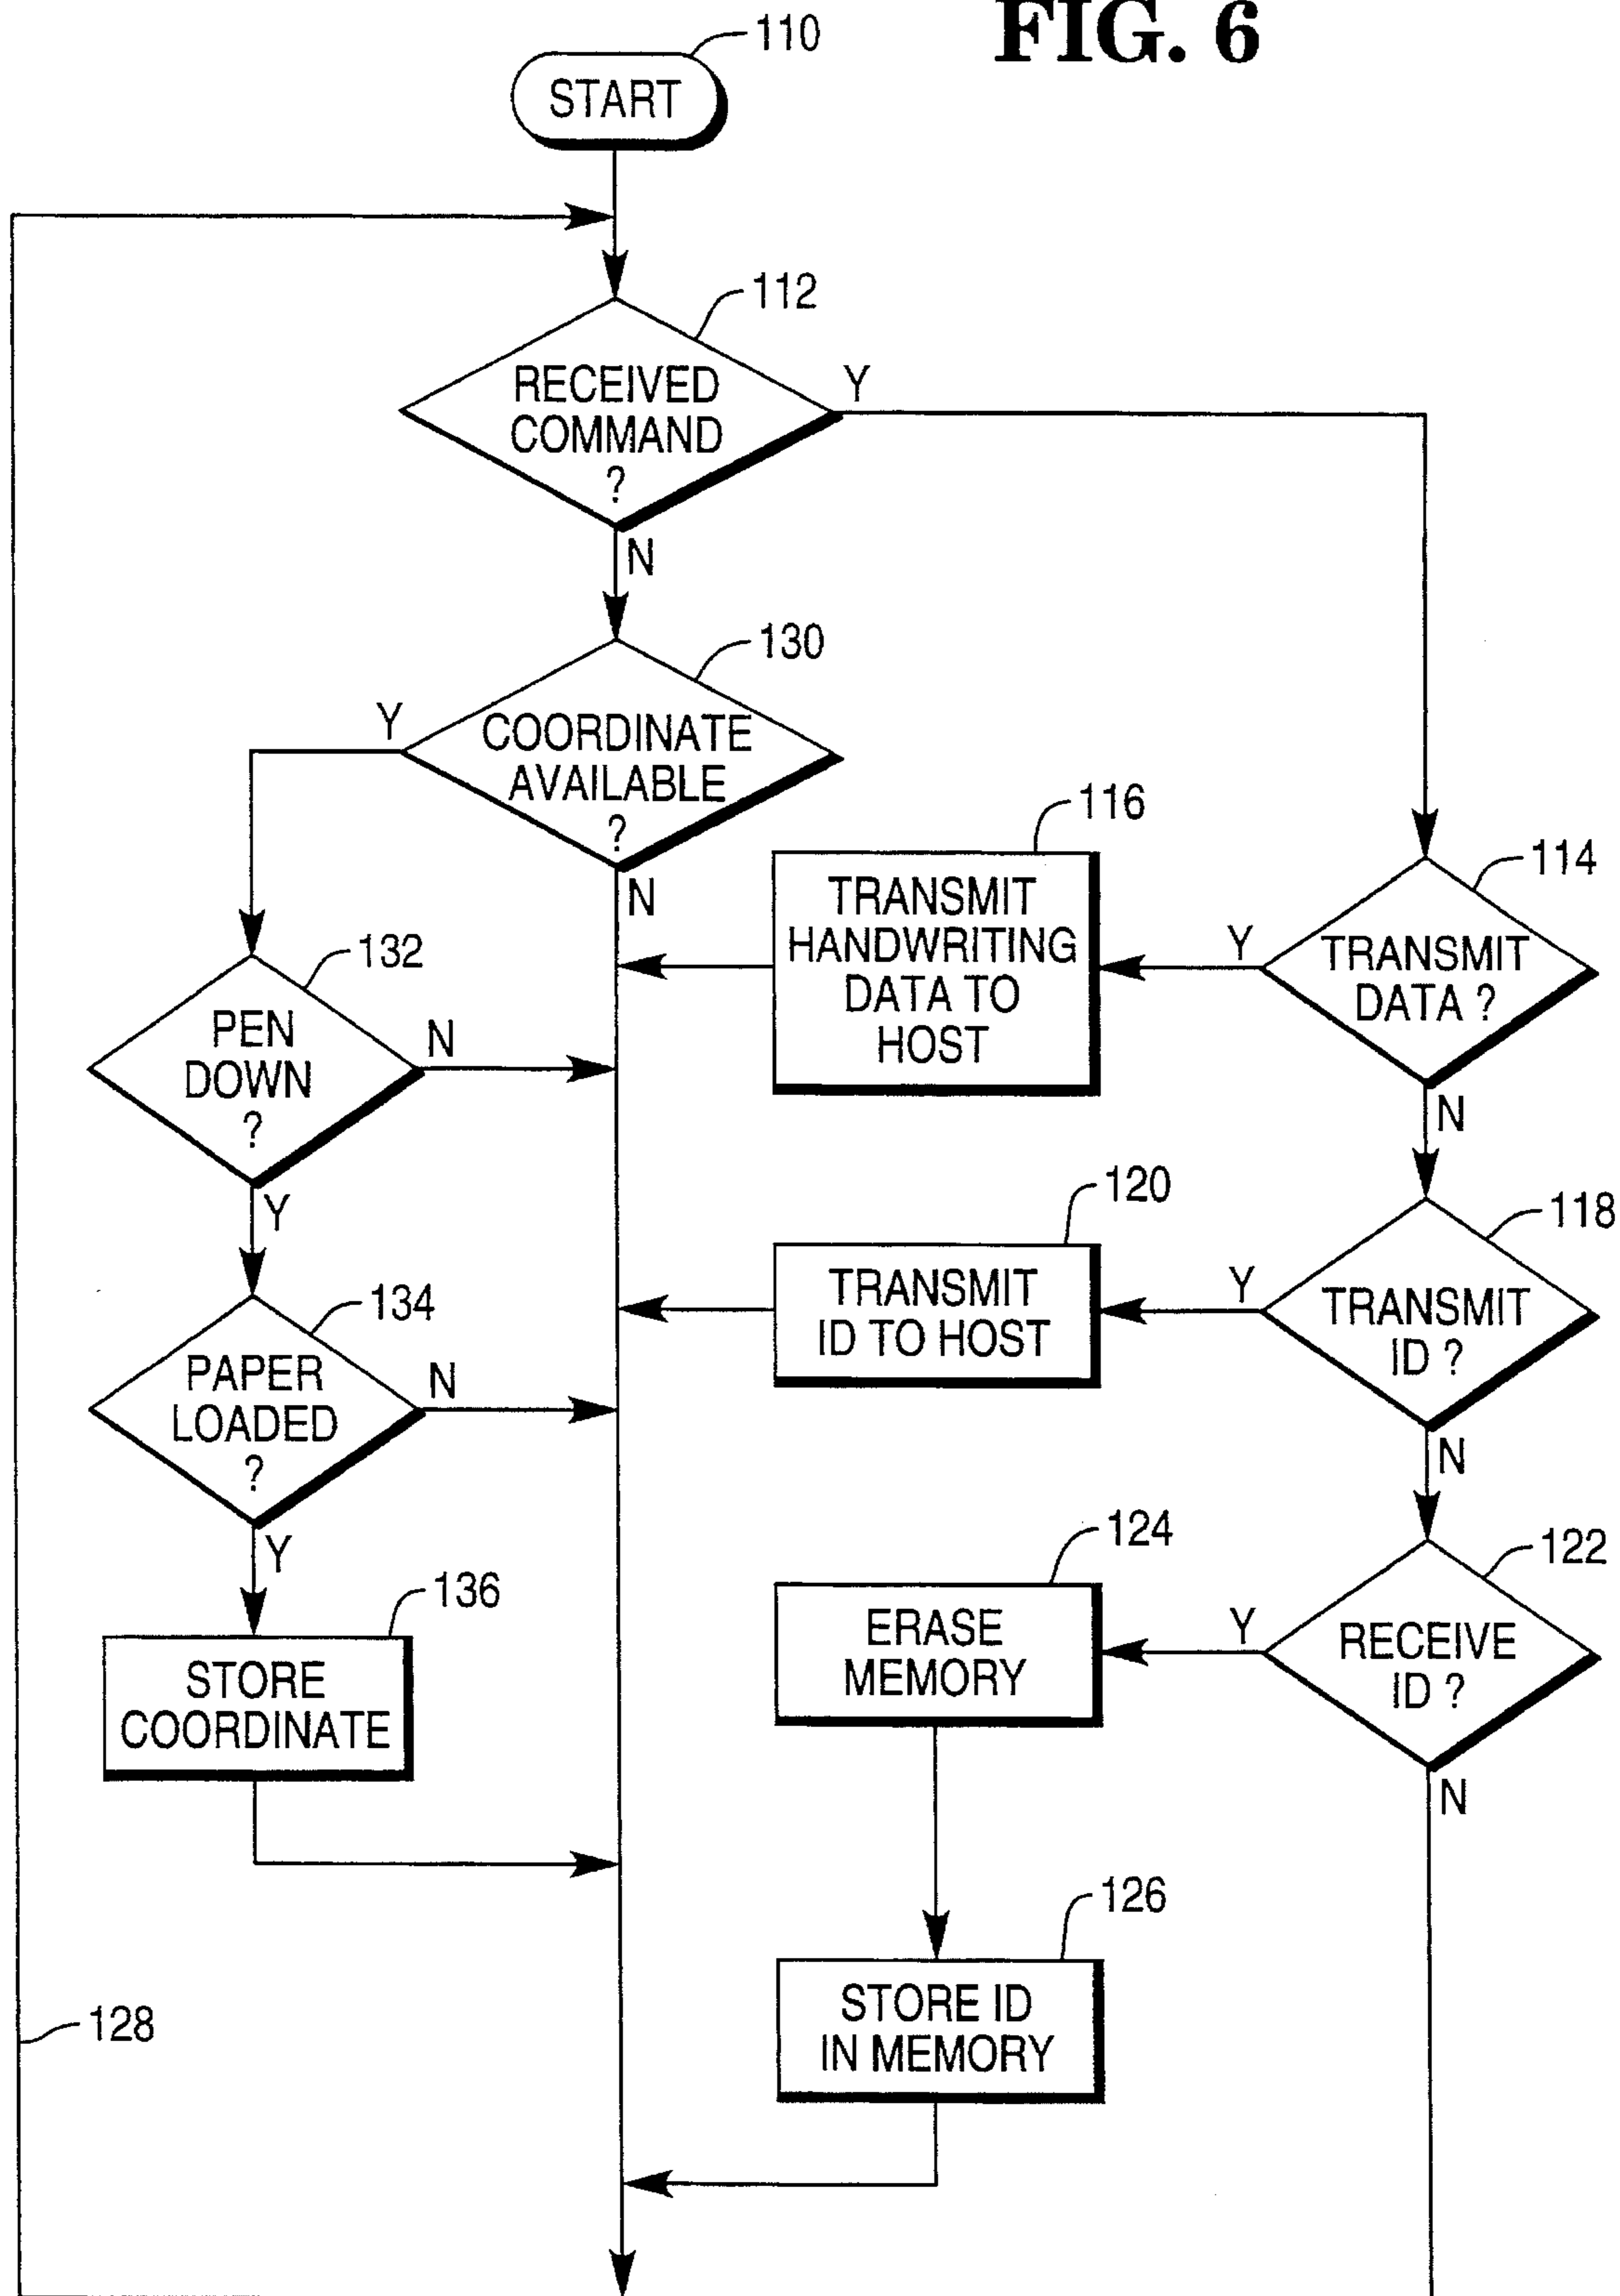 FIG. 6
110
START
112
RECEIVED
COMMAND
?
Y
N
130
COORDINATE
AVAILABLE
?
Y
N
116
TRANSMIT
HANDWRITING
DATA TO
HOST
114
TRANSMIT
DATA ?
Y
N
132
PEN
DOWN
?
N
Y
120
TRANSMIT
ID TO HOST
118
TRANSMIT
ID ?
Y
N
134
PAPER
LOADED
?
N
Y
124
ERASE
MEMORY
122
RECEIVE
ID ?
Y
N
136
STORE
COORDINATE
126
STORE ID
IN MEMORY
128